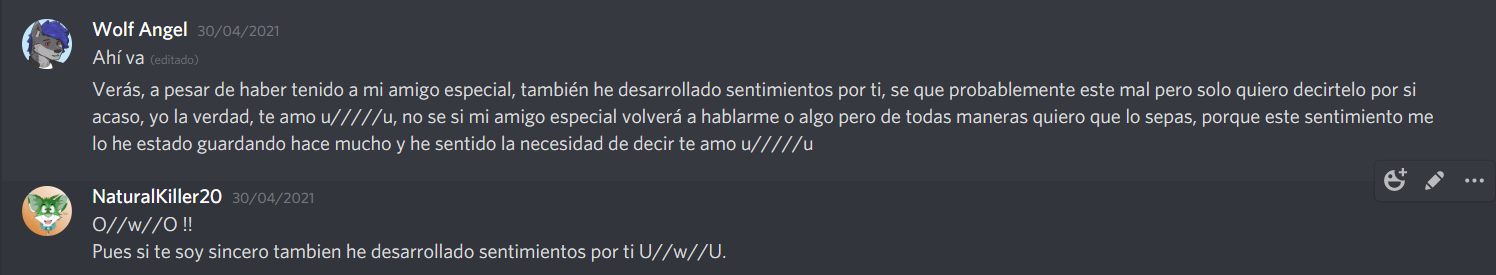 Wolf Angel 30/04/2021
Ahí va (editado)
Verás, a pesar de haber tenido a mi amigo especial, también he desarrollado sentimientos por ti, se que probablemente este mal pero solo quiero decirtelo por si
acaso, yo la verdad, te amo u/////u, no se si mi amigo especial volverá a hablarme o algo pero de todas maneras quiero que lo sepas, porque este sentimiento me
lo he estado guardando hace mucho y he sentido la necesidad de decir te amo u/////u
NaturalKiller20 30/04/2021
O//w//O !!
Pues si te soy sincero tambien he desarrollado sentimientos por ti U//w//U.